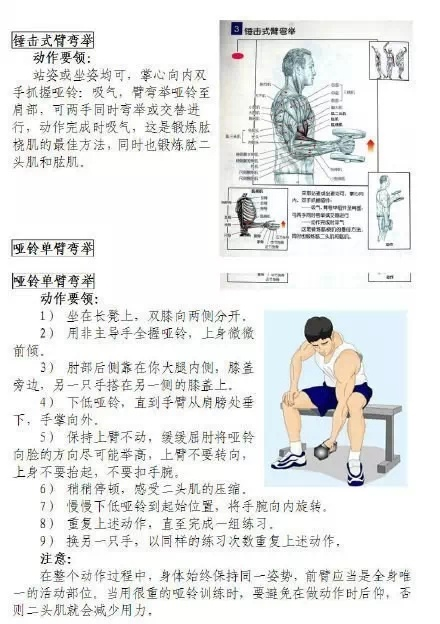 锤击式臂弯举
动作要领：
站姿或坐姿均可，掌心向内双
手抓握哑铃：吸气，臂弯举哑铃至
肩部，可两手同时弯举或交替进
行，动作完成时吸气，这是锻炼肱
桡肌的最佳方法，同时也锻炼肱二
头肌和肱肌。
3 锤击式臂弯举
哑铃单臂弯举
哑铃单臂弯举
动作要领：
1） 坐在长凳上，双膝向两侧分开。
2） 用非主导手全握哑铃，上身微微
前倾。
3） 肘部后侧靠在你大腿内侧，膝盖
旁边，另一只手搭在另一侧的膝盖上。
4） 下低哑铃，直到手臂从肩膀处垂
下，手掌向外。
5） 保持上臂不动，缓缓屈肘将哑铃
向脸的方向尽可能举高，上臂不要转向，
上身不要抬起，不要扣手腕。
6） 稍稍停顿，感受二头肌的压缩。
7） 慢慢下低哑铃到起始位置，将手腕向内旋转。
8） 重复上述动作，直至完成一组练习。
9） 换另一只手，以同样的练习次数重复上述动作。
注意：
在整个动作过程中，身体始终保持同一姿势，前臂应当是全身唯
一的活动部位。当用很重的哑铃训练时，要避免在做动作时后仰，否
则二头肌就会减少用力。